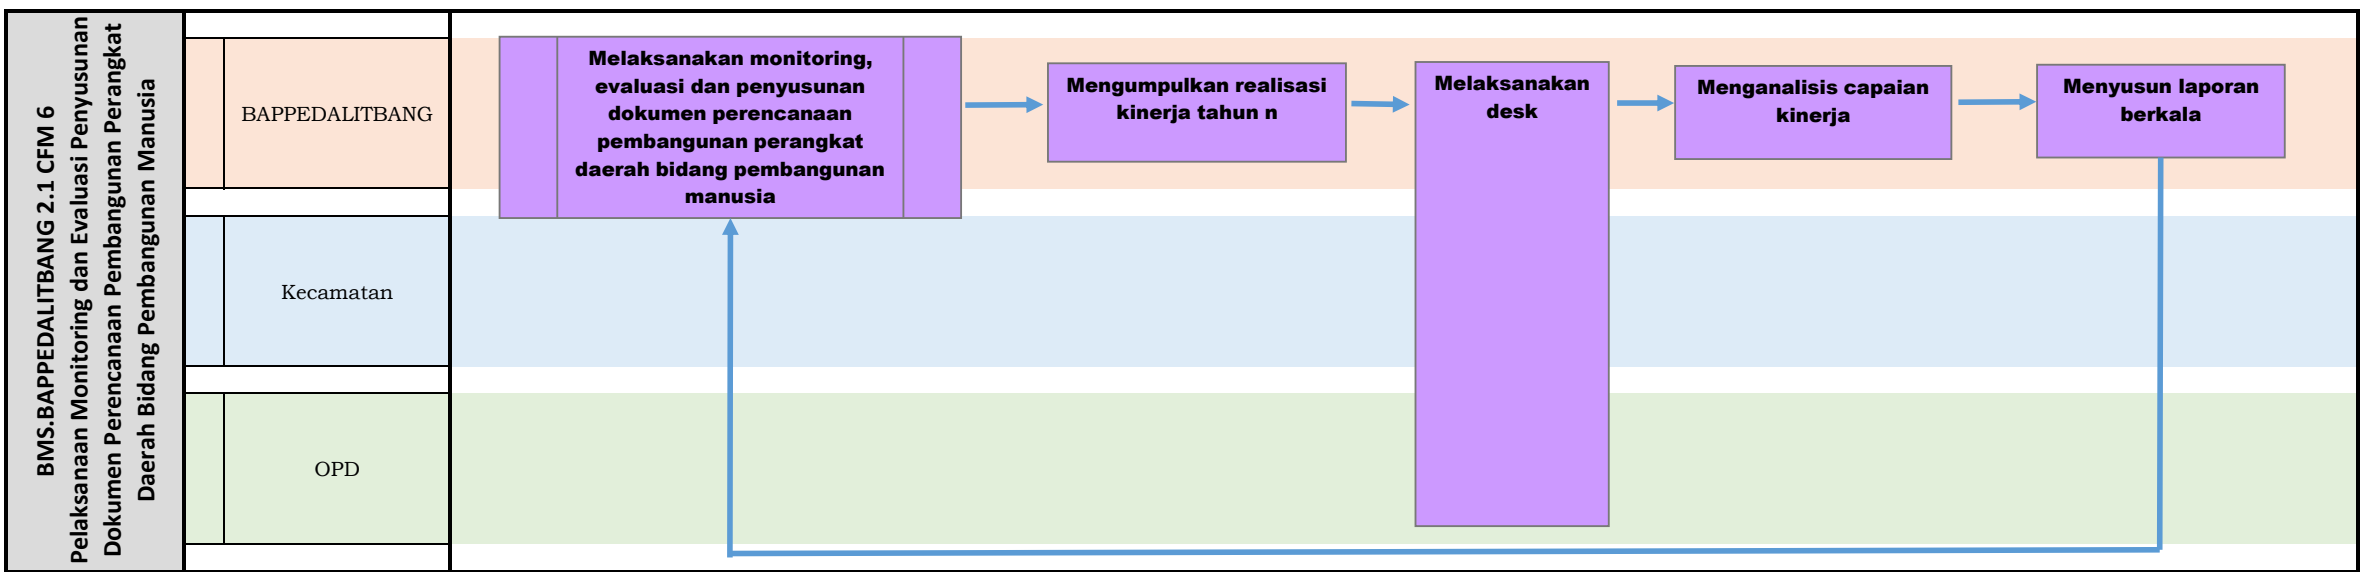 BMS.BAPPEDALITBANG 2.1 CFM 6
Pelaksanaan Monitoring dan Evaluasi Penyusunan
Dokumen Perencanaan Pembangunan Perangkat
Daerah Bidang Pembangunan Manusia
BAPPEDALITBANG
Kecamatan
OPD
Melaksanakan monitoring,
evaluasi dan penyusunan
dokumen perencanaan
pembangunan perangkat
daerah bidang pembangunan
manusia
Mengumpulkan realisasi
kinerja tahun n
Melaksanakan
desk
Menganalisis capaian
kinerja
Menyusun laporan
berkala